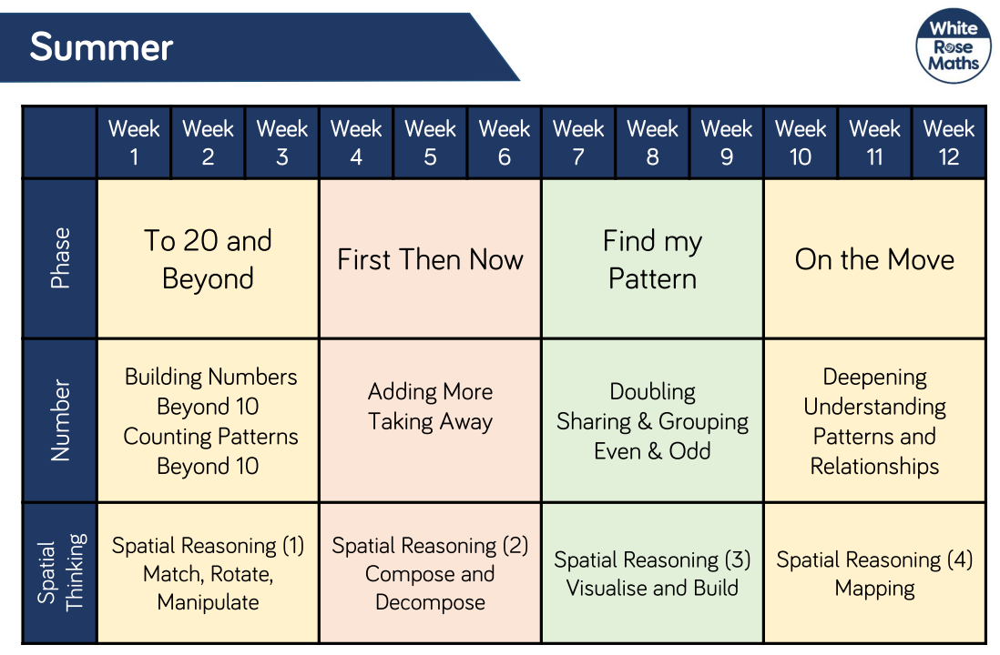 Summer
White
Rose
Maths
Week Week Week Week Week Week Week Week Week Week Week Week
1 2 3 4 5 6 7 8 9 10 11 12
Phase
To 20 and
Beyond
First Then Now
Find my
Pattern
On the Move
Number
Building Numbers
Beyond 10
Counting Patterns
Beyond 10
Adding More
Taking Away
Doubling
Sharing & Grouping
Even & Odd
Deepening
Understanding
Patterns and
Relationships
Spatial
Thinking
Spatial Reasoning (1)
Match, Rotate,
Manipulate
Spatial Reasoning (2)
Compose and
Decompose
Spatial Reasoning (3)
Visualise and Build
Spatial Reasoning (4)
Mapping